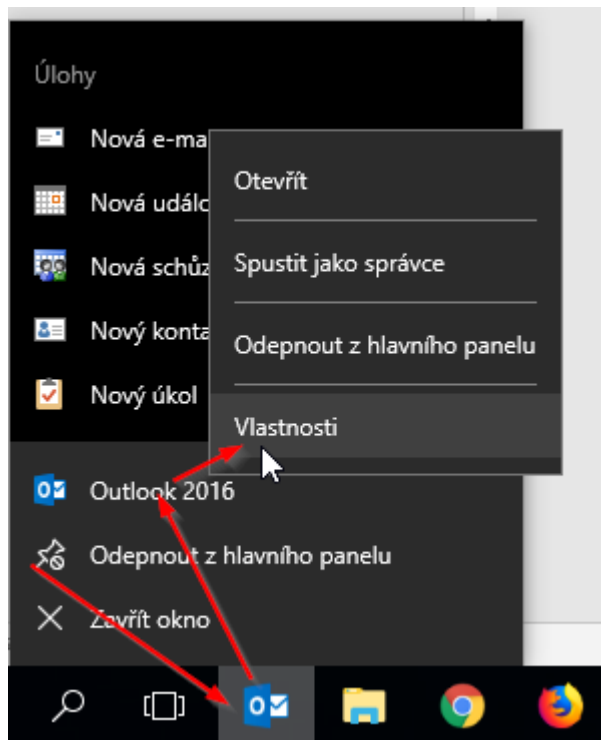 Úlohy
Nová e-ma
Nová událo
Nová schůz
Nový konta
Nový úkol
Otevřít
Spustit jako správce
Odepnout z hlavního panelu
Vlastnosti
Outlook 2016
Odepnout z hlavního panelu
Zavřít okno